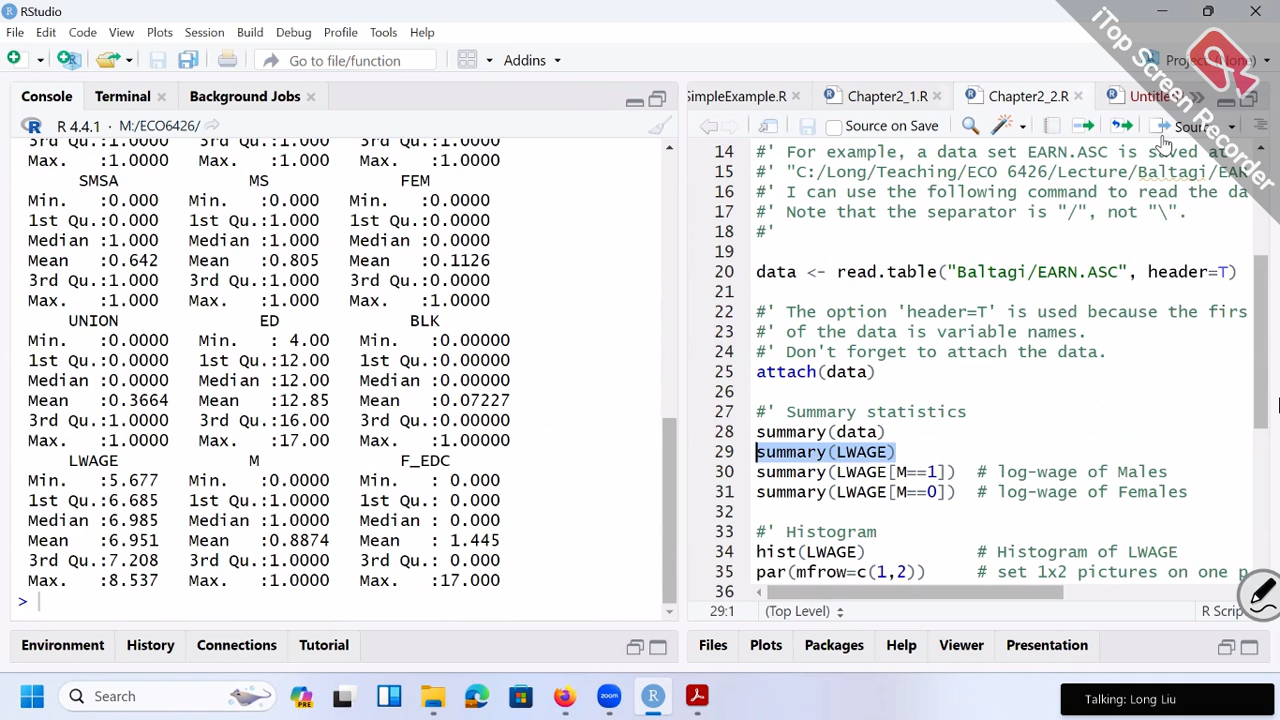 RStudio
File Edit Code View Plots Session Build Debug Profile Tools Help
Go to file/function Addins Project: (None)
Console Terminal Background Jobs
R 4.4.1 · M:/ECO6426/
3rd Qu.:1.0000 3rd Qu.:1.000 3rd Qu.:0.0000
Max. :1.0000 Max. :1.000 Max. :1.0000
SMSA MS FEM
Min. :0.000 Min. :0.000 Min. :0.0000
1st Qu.:0.000 1st Qu.:1.000 1st Qu.:0.0000
Median :1.000 Median :1.000 Median :0.0000
Mean :0.642 Mean :0.805 Mean :0.1126
3rd Qu.:1.000 3rd Qu.:1.000 3rd Qu.:0.0000
Max. :1.000 Max. :1.000 Max. :1.0000
UNION ED BLK
Min. :0.0000 Min. : 4.00 Min. :0.00000
1st Qu.:0.0000 1st Qu.:12.00 1st Qu.:0.00000
Median :0.0000 Median :12.00 Median :0.00000
Mean :0.3664 Mean :12.85 Mean :0.07227
3rd Qu.:1.0000 3rd Qu.:16.00 3rd Qu.:0.00000
Max. :1.0000 Max. :17.00 Max. :1.00000
LWAGE M F_EDC
Min. :5.677 Min. :0.0000 Min. : 0.000
1st Qu.:6.685 1st Qu.:1.0000 1st Qu.: 0.000
Median :6.985 Median :1.0000 Median : 0.000
Mean :6.951 Mean :0.8874 Mean : 1.445
3rd Qu.:7.208 3rd Qu.:1.0000 3rd Qu.: 0.000
Max. :8.537 Max. :1.0000 Max. :17.000
>
SimpleExample.R Chapter2_1.R Chapter2_2.R
Source on Save
14 #' For example, a data set EARN.ASC is saved at
15 #' "C:/Long/Teaching/ECO 6426/Lecture/Baltagi/EAR
16 #' I can use the following command to read the da
17 #' Note that the separator is "/", not "\".
18 #'
19
20 data <- read.table("Baltagi/EARN.ASC", header=T)
21
22 #' The option 'header=T' is used because the firs
23 #' of the data is variable names.
24 #' Don't forget to attach the data.
25 attach(data)
26
27 #' Summary statistics
28 summary(data)
29 summary(LWAGE)
30 summary(LWAGE[M==1]) # log-wage of Males
31 summary(LWAGE[M==0]) # log-wage of Females
32
33 #' Histogram
34 hist(LWAGE) # Histogram of LWAGE
35 par(mfrow=c(1,2)) # set 1x2 pictures on one p
36
29:1 (Top Level) R Scrip
Environment History Connections Tutorial
Files Plots Packages Help Viewer Presentation
Search
Talking: Long Liu
iTop Screen Recorder